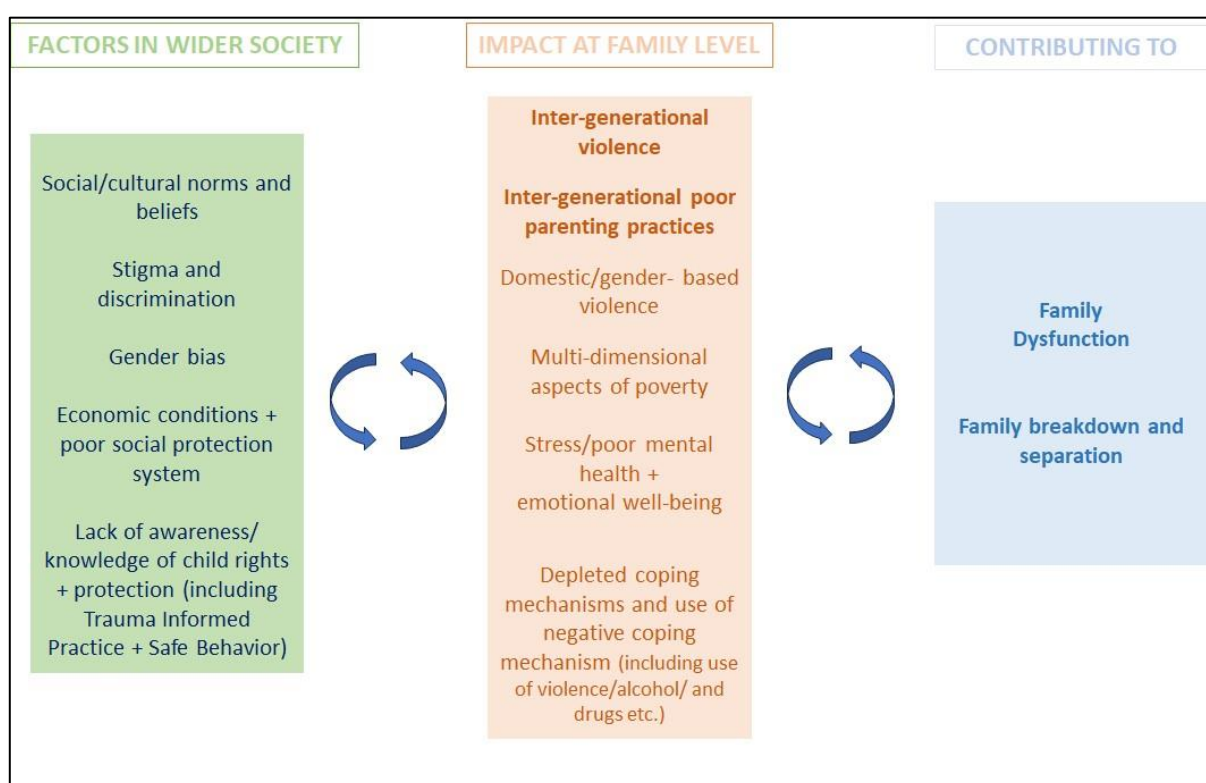 FACTORS IN WIDER SOCIETY
Social/cultural norms and
beliefs
Stigma and
discrimination
Gender bias
Economic conditions +
poor social protection
system
Lack of awareness/
knowledge of child rights
+ protection (including
Trauma Informed
Practice + Safe Behavior)
IMPACT AT FAMILY LEVEL
Inter-generational
violence
Inter-generational poor
parenting practices
Domestic/gender- based
violence
Multi-dimensional
aspects of poverty
Stress/poor mental
health +
emotional well-being
Depleted coping
mechanisms and use of
negative coping
mechanism (including use
of violence/alcohol/ and
drugs etc.)
CONTRIBUTING TO
Family
Dysfunction
Family breakdown and
separation